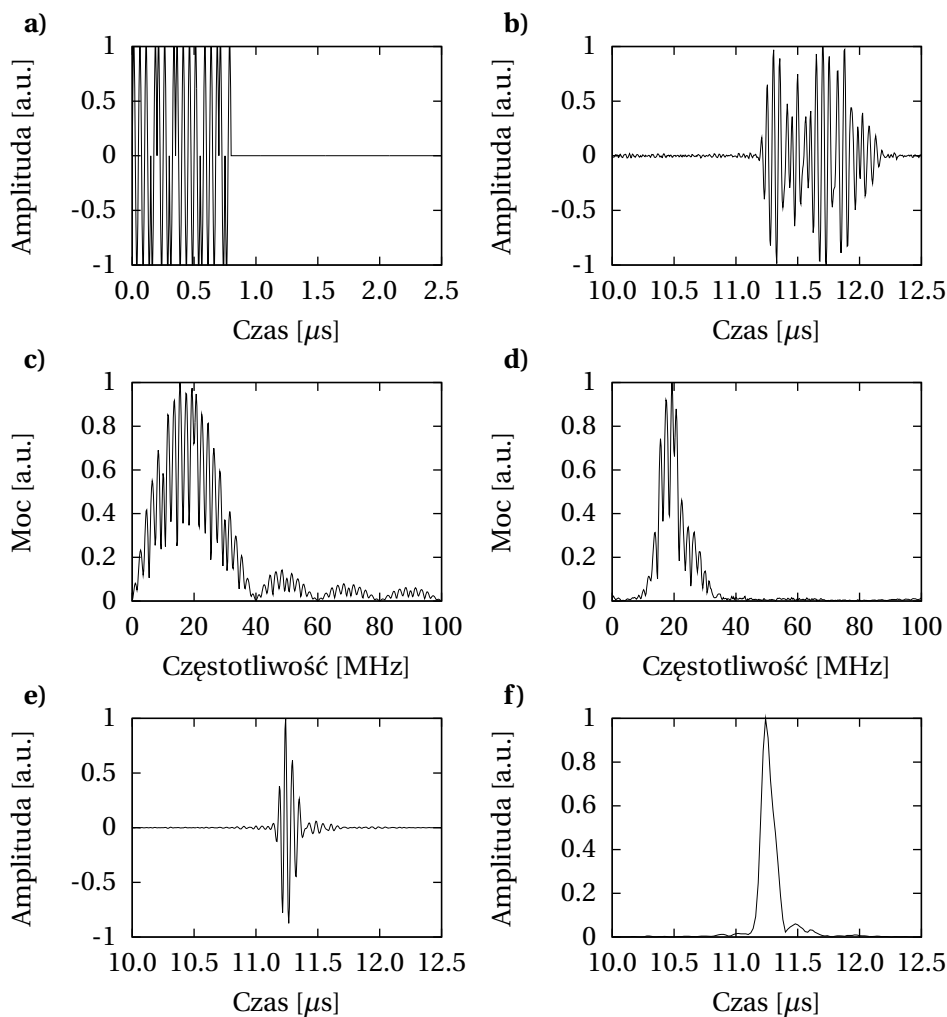 a)
Amplituda [a.u.]
1
0.5
0
-0.5
-1
0.0 0.5 1.0 1.5 2.0 2.5
Czas [μs]
b)
Amplituda [a.u.]
1
0.5
0
-0.5
-1
10.0 10.5 11.0 11.5 12.0 12.5
Czas [μs]
c)
Moc [a.u.]
1
0.8
0.6
0.4
0.2
0
0 20 40 60 80 100
Częstotliwość [MHz]
d)
Moc [a.u.]
1
0.8
0.6
0.4
0.2
0
0 20 40 60 80 100
Częstotliwość [MHz]
e)
Amplituda [a.u.]
1
0.5
0
-0.5
-1
10.0 10.5 11.0 11.5 12.0 12.5
Czas [μs]
f)
Amplituda [a.u.]
1
0.8
0.6
0.4
0.2
0
10.0 10.5 11.0 11.5 12.0 12.5
Czas [μs]